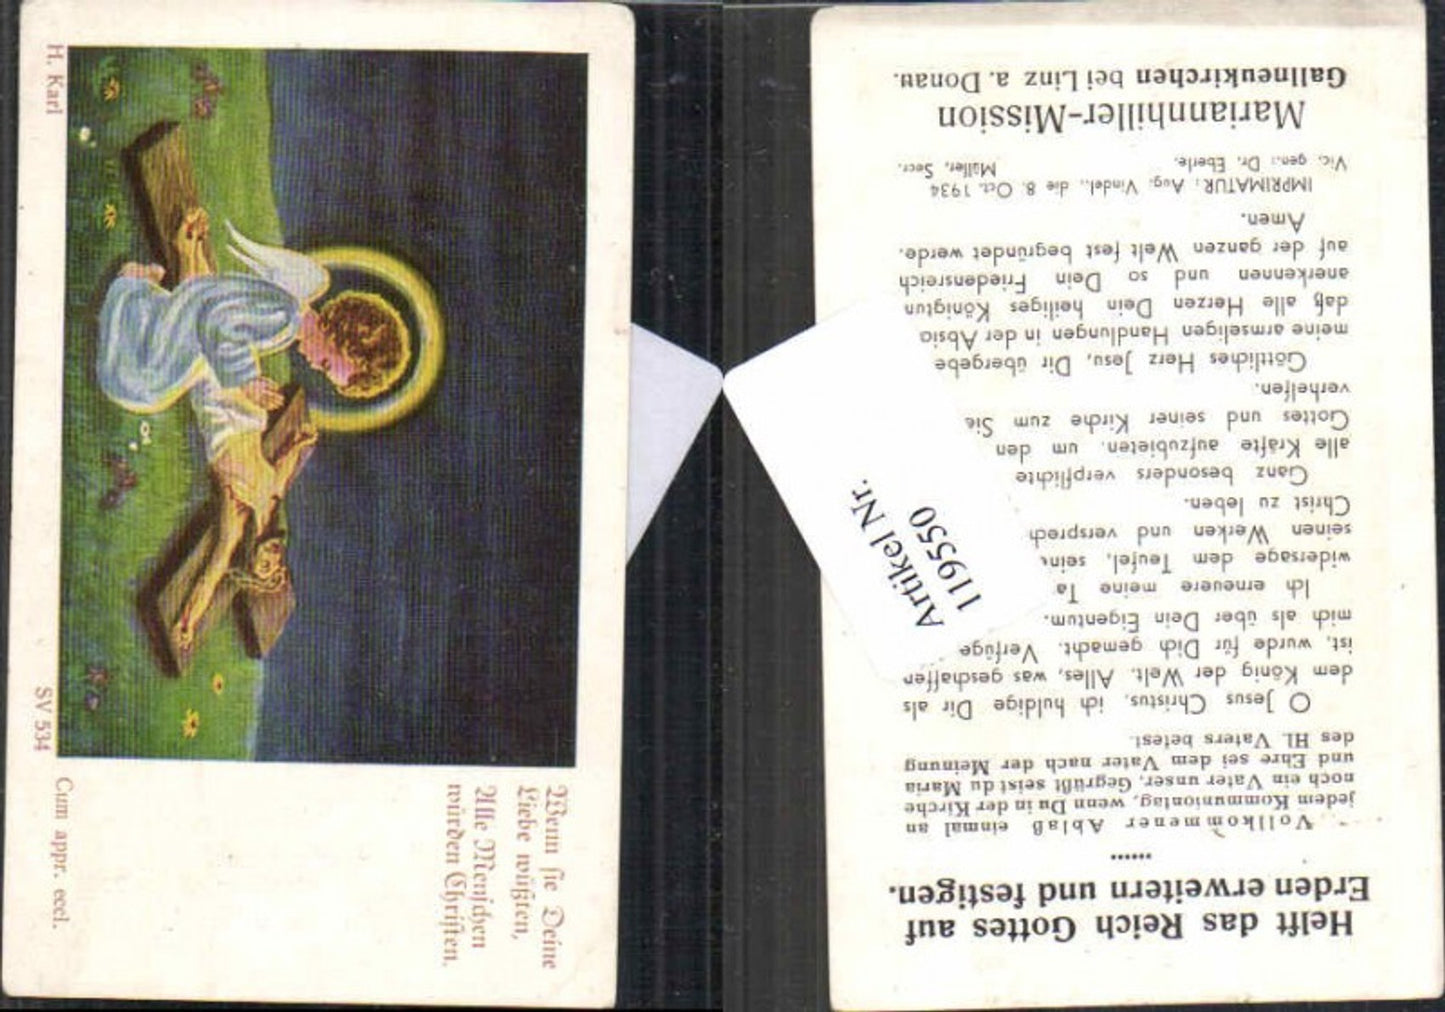 H. Karl
SV 534
Cum appr. eccl.
Wenn sie Deine
Liebe wüßten,
Alle Menschen
würden Christen.
Helft das Reich Gottes auf
Erden erweitern und festigen.
Vollkommener Ablaß einmal an
jedem Kommuniontag, wenn Du in der Kirche
noch ein Vater unser, Gegrüßt seist du Maria
und Ehre sei dem Vater nach der Meinung
des Hl. Vaters betest.
O Jesus Christus, ich huldige Dir als
dem König der Welt. Alles, was geschaffen
ist, wurde für Dich gemacht. Verfüge
mich als über Dein Eigentum.
Ich erneuere meine Ta
widersage dem Teufel, sein
seinen Werken und versprech
Christ zu leben.
Ganz besonders verpflichte
alle Kräfte aufzubieten, um den
Gottes und seiner Kirche zum Sie
verhelfen.
Göttliches Herz Jesu, Dir übergebe
meine armseligen Handlungen in der Absic
daß alle Herzen Dein heiliges Königtun
anerkennen und so Dein Friedensreich
auf der ganzen Welt fest begründet werde.
Amen.
IMPRIMATUR: Aug. Vindel., die 8. Oct. 1934
Vic. gen.: Dr. Eberle. Müller, Secr.
Mariannhiller-Mission
Gallneukirchen bei Linz a. Donau.
Artikel Nr.
119550